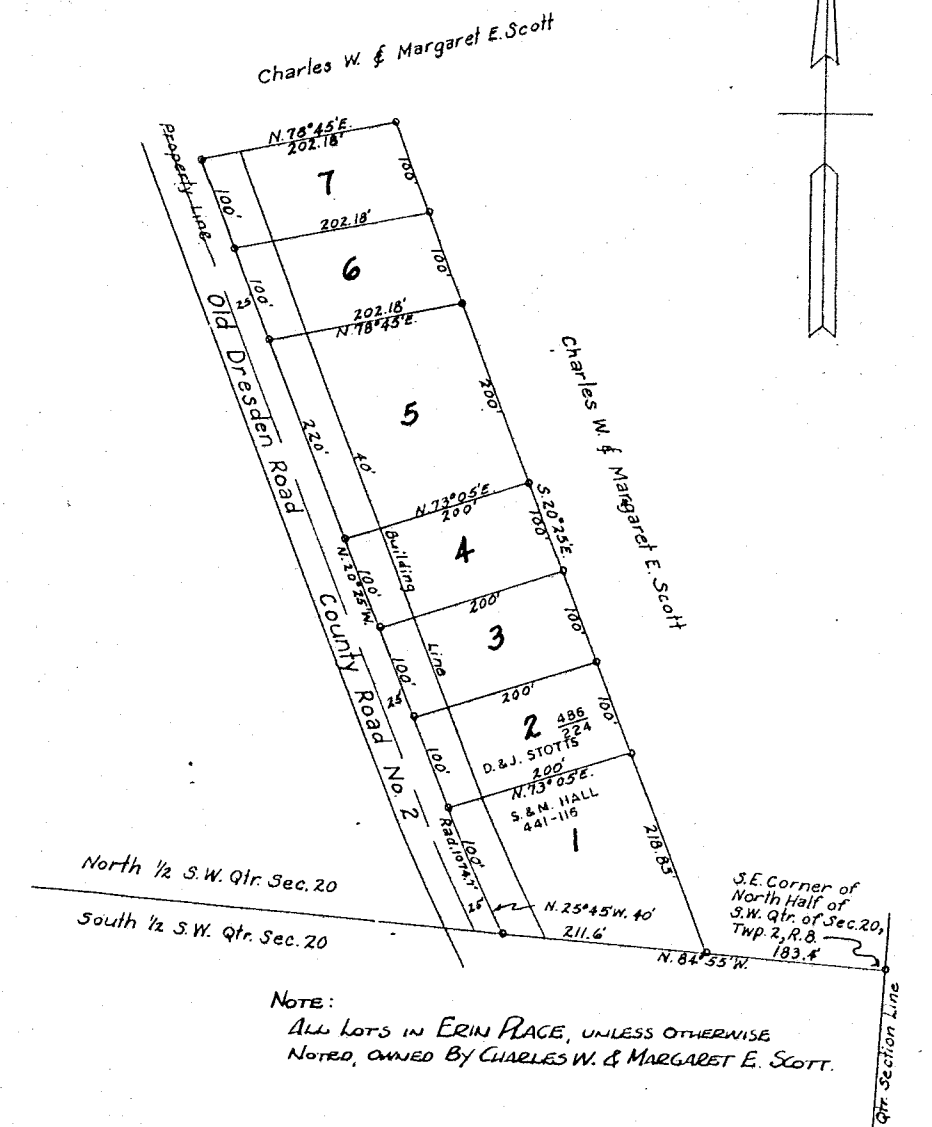 Charles W. & Margaret E. Scott
Property Line
N. 78°45'E.
202.18'
7
100'
100'
202.18'
6
100'
100'
25'
202.18'
N. 78°45'E.
Old Dresden Road
County Road No. 2
5
220'
200'
40'
Building Line
Charles W. & Margaret E. Scott
N. 73°05'E.
200'
S. 20°25'E.
100'
4
N. 20°25'W.
100'
200'
3
100'
100'
25'
200'
2
486
224
D. & J. STOTTS
100'
100'
200'
N. 73°05'E.
S. & N. HALL
441-116
1
218.83'
Rad. 1074.7'
100'
25'
N. 25°45'W. 40'
211.6'
N. 84°55'W.
183.4'
North 1/2 S.W. Qtr. Sec. 20
South 1/2 S.W. Qtr. Sec. 20
S.E. Corner of
North Half of
S.W. Qtr. of Sec. 20,
Twp. 2, R. 8.
Qtr. Section Line
NOTE:
ALL LOTS IN ERIN PLACE, UNLESS OTHERWISE
NOTED, OWNED BY CHARLES W. & MARGARET E. SCOTT.